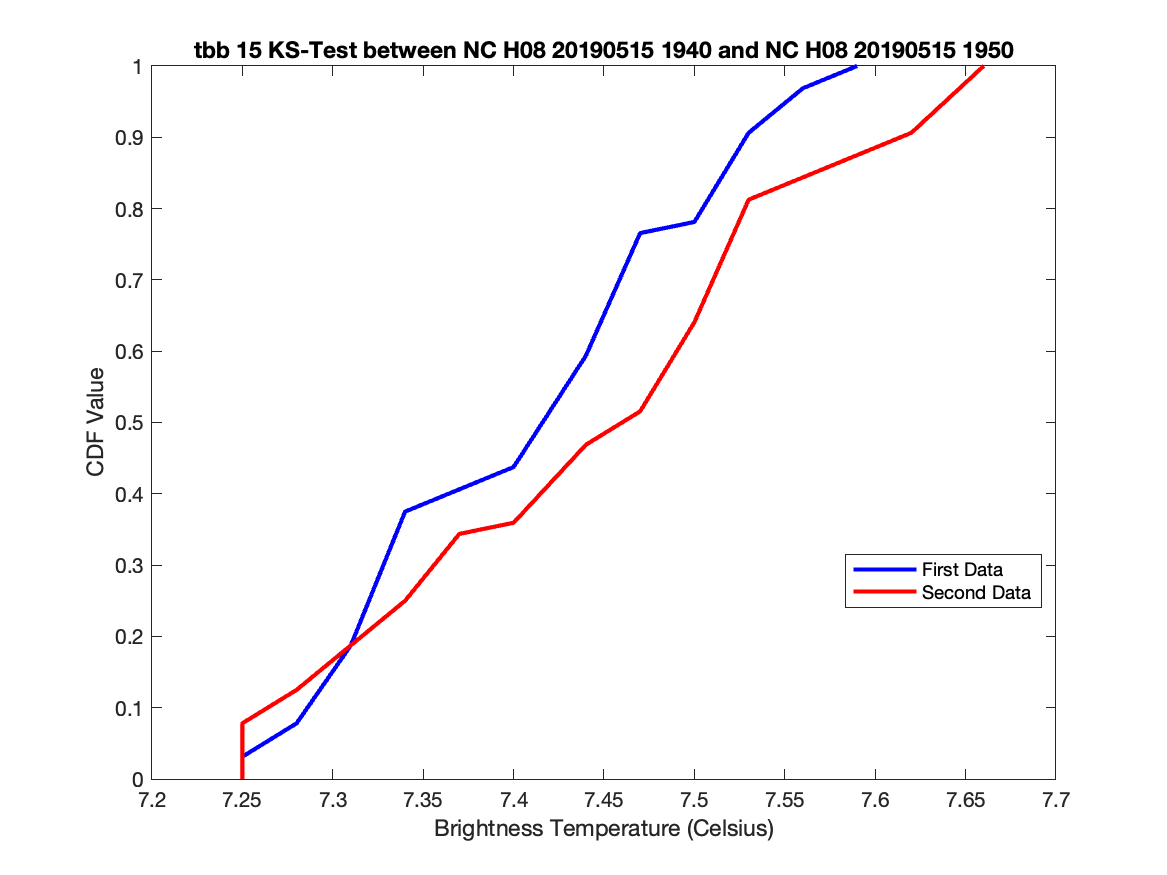 tbb 15 KS-Test between NC H08 20190515 1940 and NC H08 20190515 1950
1
0.9
0.8
0.7
0.6
0.5
0.4
0.3
0.2
0.1
0
CDF Value
First Data
Second Data
7.2 7.25 7.3 7.35 7.4 7.45 7.5 7.55 7.6 7.65 7.7
Brightness Temperature (Celsius)